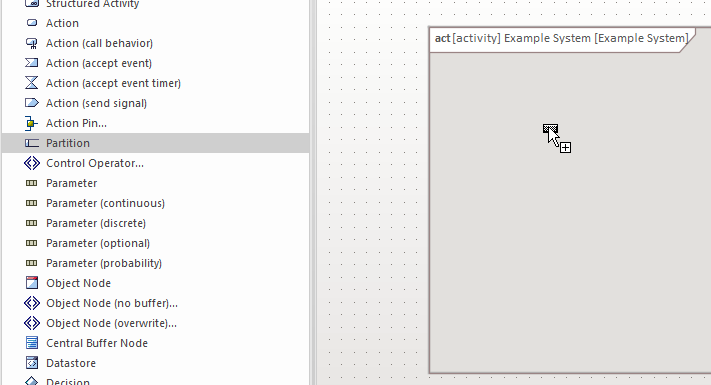 Structured Activity
Action
Action (call behavior)
Action (accept event)
Action (accept event timer)
Action (send signal)
Action Pin...
Partition
Control Operator...
Parameter
Parameter (continuous)
Parameter (discrete)
Parameter (optional)
Parameter (probability)
Object Node
Object Node (no buffer)...
Object Node (overwrite)...
Central Buffer Node
Datastore
Decision
act [activity] Example System [Example System]